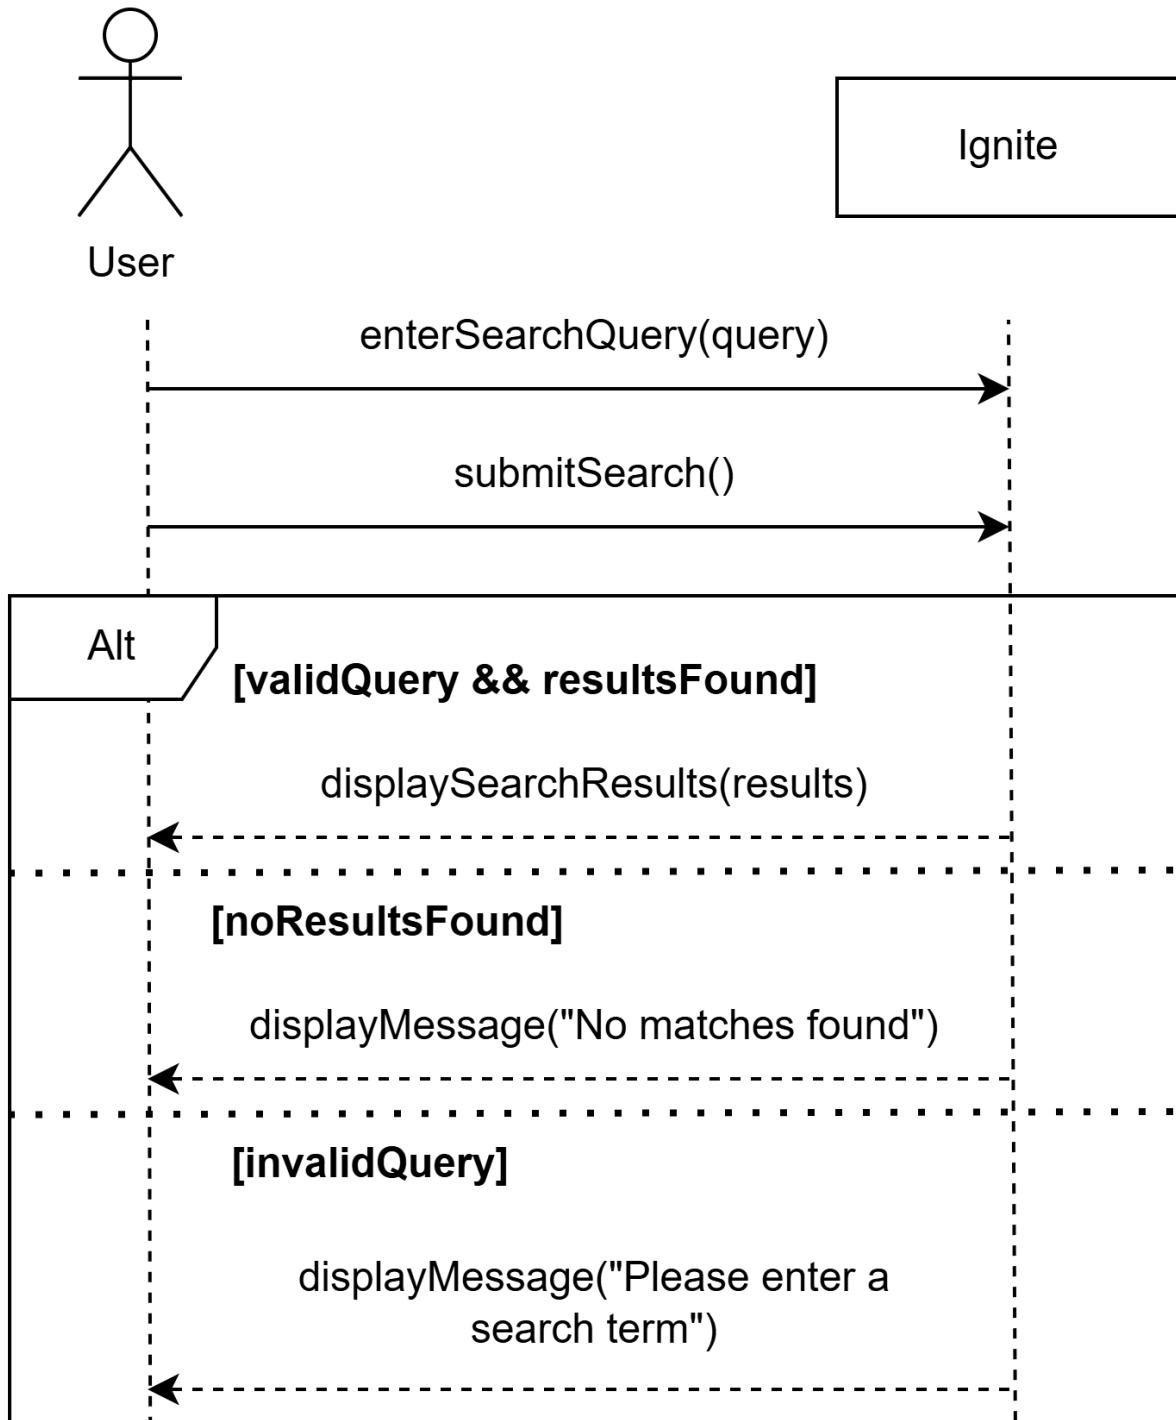 User
Ignite
enterSearchQuery(query)
submitSearch()
Alt
[validQuery && resultsFound]
displaySearchResults(results)
[noResultsFound]
displayMessage("No matches found")
[invalidQuery]
displayMessage("Please enter a
search term")